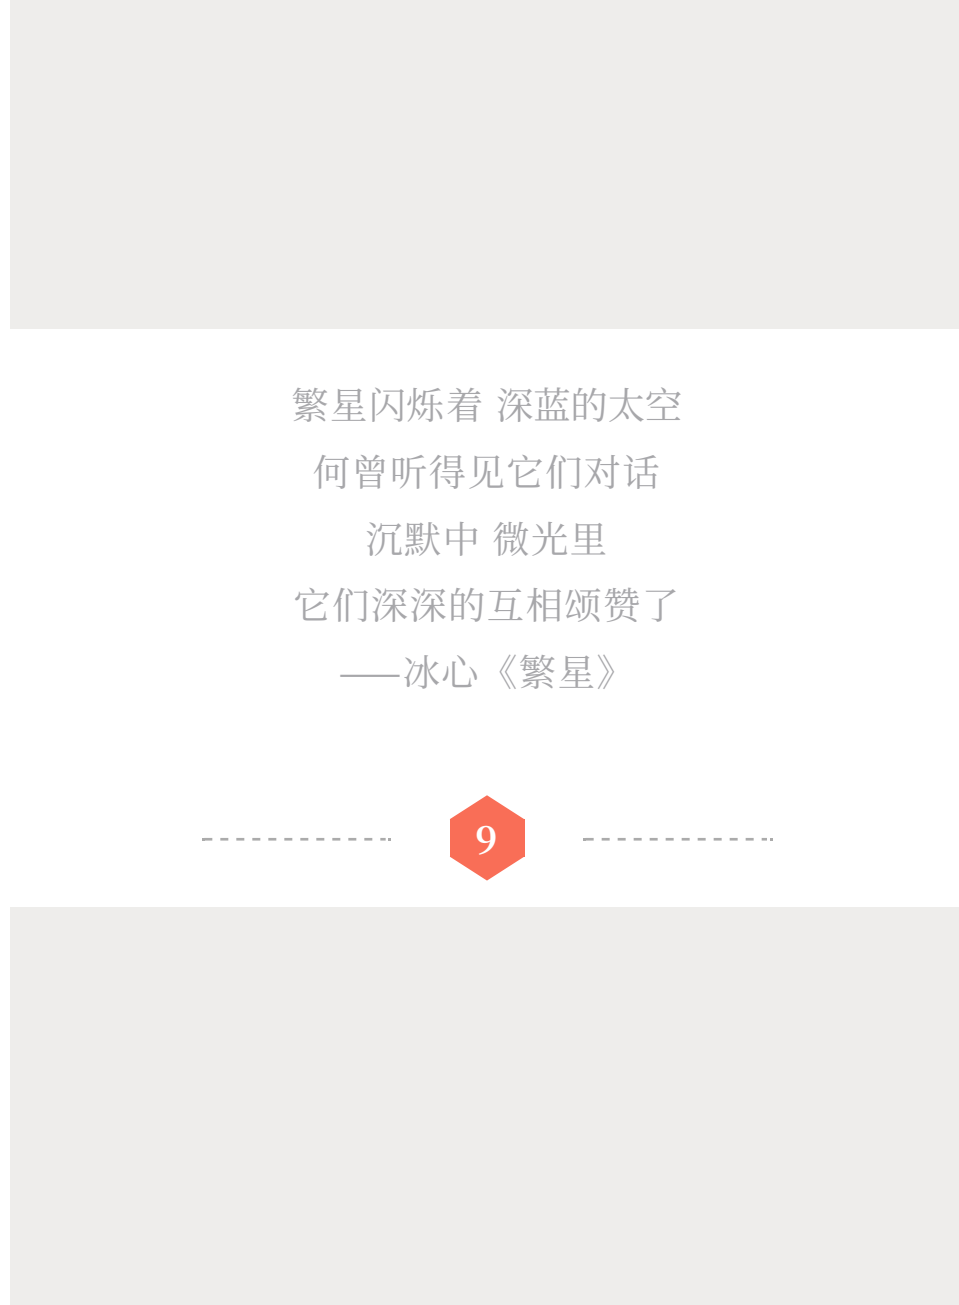 繁星闪烁着 深蓝的太空
何曾听得见它们对话
沉默中 微光里
它们深深的互相颂赞了
——冰心《繁星》
9